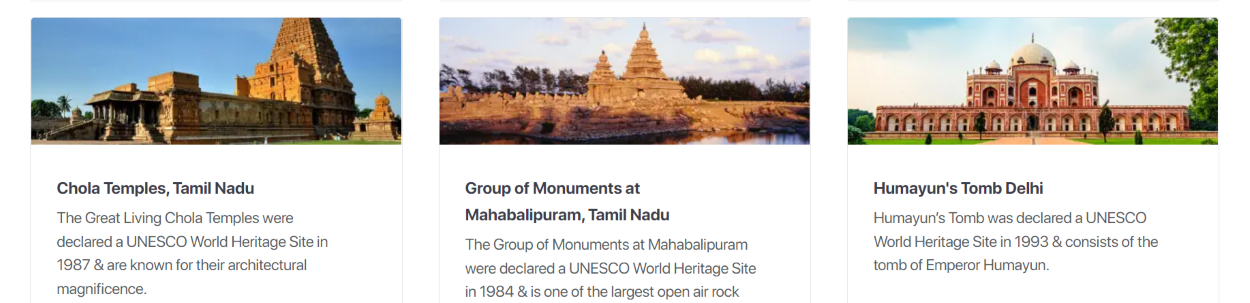 Chola Temples, Tamil Nadu
The Great Living Chola Temples were
declared a UNESCO World Heritage Site in
1987 & are known for their architectural
magnificence.
Group of Monuments at
Mahabalipuram, Tamil Nadu
The Group of Monuments at Mahabalipuram
were declared a UNESCO World Heritage Site
in 1984 & is one of the largest open air rock
Humayun's Tomb Delhi
Humayun’s Tomb was declared a UNESCO
World Heritage Site in 1993 & consists of the
tomb of Emperor Humayun.